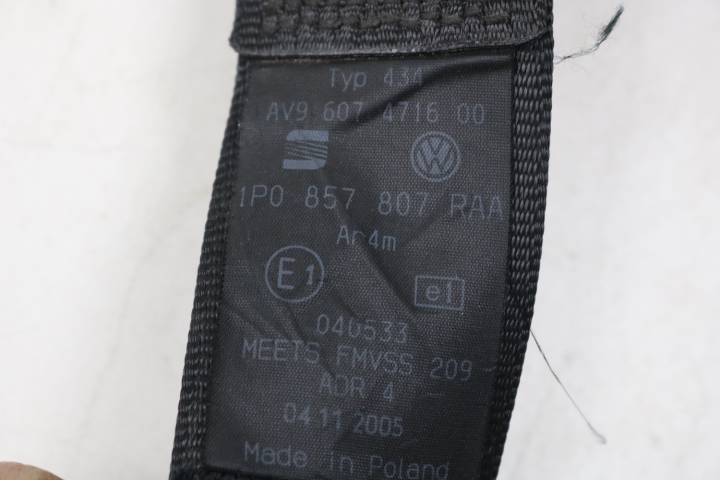 Typ 434
AV9 607 4716 00
1P0 857 807 RAA
Ar4m
E1 e1
040533
MEETS FMVSS 209
ADR 4
04 11 2005
Made in Poland